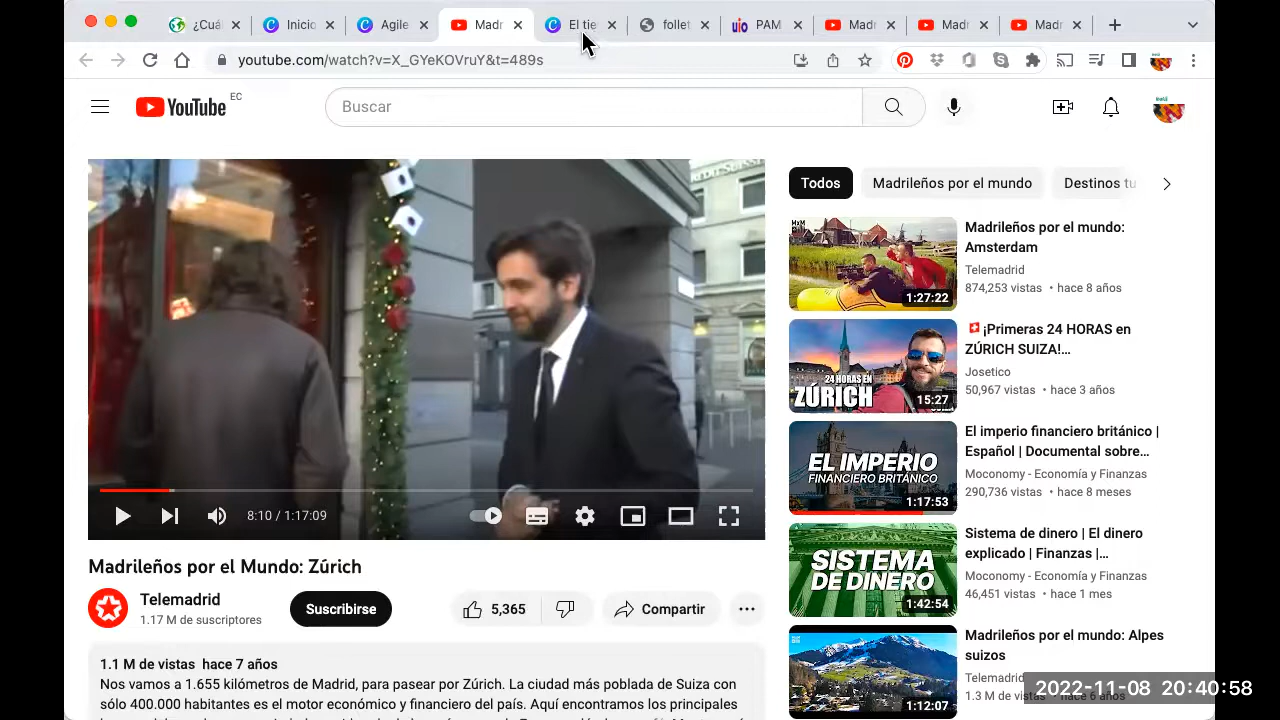 ¿Cuá
Inicio
Agile
Madr
El tie
follet
uio PAM
Madr
Madr
Madr
youtube.com/watch?v=X_GYeKOVruY&t=489s
YouTube EC
Buscar
Todos
Madrileños por el mundo
Destinos tu
8:10 / 1:17:09
Madrileños por el Mundo: Zúrich
Telemadrid
1.17 M de suscriptores
Suscribirse
5,365
Compartir
1.1 M de vistas hace 7 años
Nos vamos a 1.655 kilómetros de Madrid, para pasear por Zúrich. La ciudad más poblada de Suiza con
sólo 400.000 habitantes es el motor económico y financiero del país. Aquí encontramos los principales
MxM
1:27:22
Madrileños por el mundo:
Amsterdam
Telemadrid
874,253 vistas • hace 8 años
24 HORAS EN
ZÚRICH
15:27
¡Primeras 24 HORAS en
ZÚRICH SUIZA!...
Josetico
50,967 vistas • hace 3 años
EL IMPERIO
FINANCIERO BRITÁNICO
1:17:53
El imperio financiero británico |
Español | Documental sobre...
Moconomy - Economía y Finanzas
290,736 vistas • hace 8 meses
SISTEMA
DE DINERO
1:42:54
Sistema de dinero | El dinero
explicado | Finanzas |...
Moconomy - Economía y Finanzas
46,451 vistas • hace 1 mes
1:12:07
Madrileños por el mundo: Alpes
suizos
Telemadrid
1.3 M de vistas • hace 6 años
2022-11-08 20:40:58